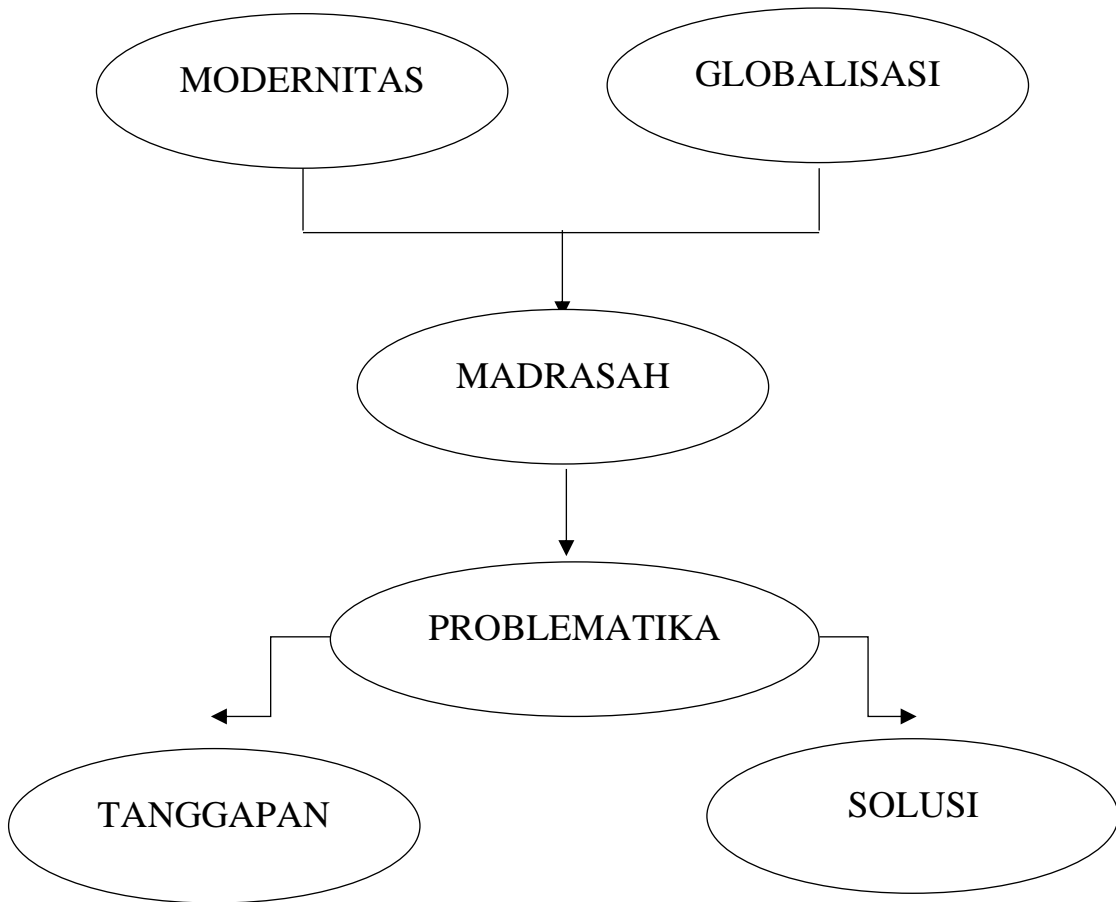 MODERNITAS
GLOBALISASI
MADRASAH
PROBLEMATIKA
TANGGAPAN
SOLUSI